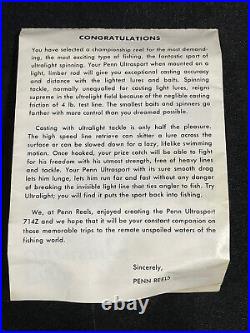 CONGRATULATIONS
You have selected a championship reel for the most demand-
ing, the most exciting type of fishing, the fantastic sport of
ultralight spinning. Your Penn Ultrasport when mounted on a
light, limber rod will give you exceptional casting accuracy
and distance with the lightest lures and baits. Spinning
tackle, normally unequalled for casting light lures, reigns
supreme in the ultralight field because of the neglible casting
friction of 4 lb. test line. The smallest baits and spinners go
farther with more control than you dreamed possible.
Casting with ultralight tackle is only half the pleasure.
The high speed line retrieve can skitter a lure across the
surface or can be slowed down for a lazy, lifelike swimming
motion. Once hooked, your prize catch will be able to fight
for his freedom with his utmost strength, free of heavy lines
and tackle. Your Penn Ultrasport with its smooth drag
lets him lunge, lets him run far and fast without any danger
of breaking the invisible light line that ties angler to fish. Try
Ultralight; you will find it puts the sport back into fishing.
We, at Penn Reels, enjoyed creating the Penn Ultrasport
714Z and we hope that it will be your constant companion on
those memorable trips to the remote unspoiled waters of the
fishing world.
Sincerely,
PENN REELS